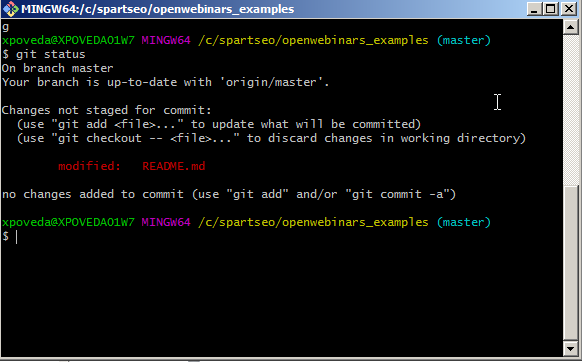 MINGW64:/c/spartseo/openwebinars_examples
g
xpoveda@XPOVEDA01W7 MINGW64 /c/spartseo/openwebinars_examples (master)
$ git status
On branch master
Your branch is up-to-date with 'origin/master'.
Changes not staged for commit:
  (use "git add <file>..." to update what will be committed)
  (use "git checkout -- <file>..." to discard changes in working directory)
        modified:   README.md
no changes added to commit (use "git add" and/or "git commit -a")
xpoveda@XPOVEDA01W7 MINGW64 /c/spartseo/openwebinars_examples (master)
$